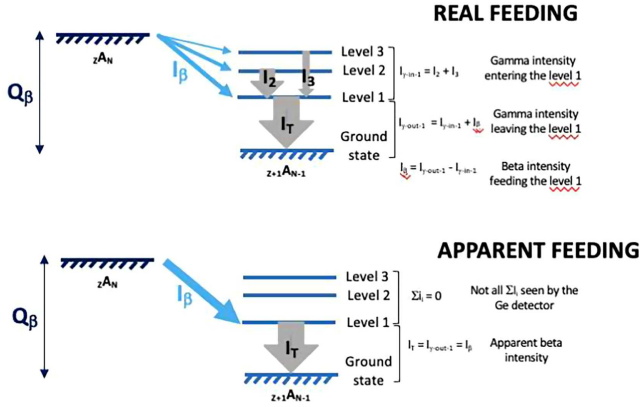 REAL FEEDING
Qβ
ZAN
Iβ
I2
I3
IT
Level 3
Level 2
Level 1
Ground
state
Z+1AN-1
Iγ-in-1 = I2 + I3
Gamma intensity
entering the level 1
Iγ-out-1 = Iγ-in-1 + Iβ
Gamma intensity
leaving the level 1
Iβ = Iγ-out-1 - Iγ-in-1
Beta intensity
feeding the level 1
APPARENT FEEDING
Qβ
ZAN
Iβ
IT
Level 3
Level 2
Level 1
Ground
state
Z+1AN-1
ΣIi = 0
Not all ΣIi seen by the
Ge detector
IT = Iγ-out-1 = Iβ
Apparent beta
intensity